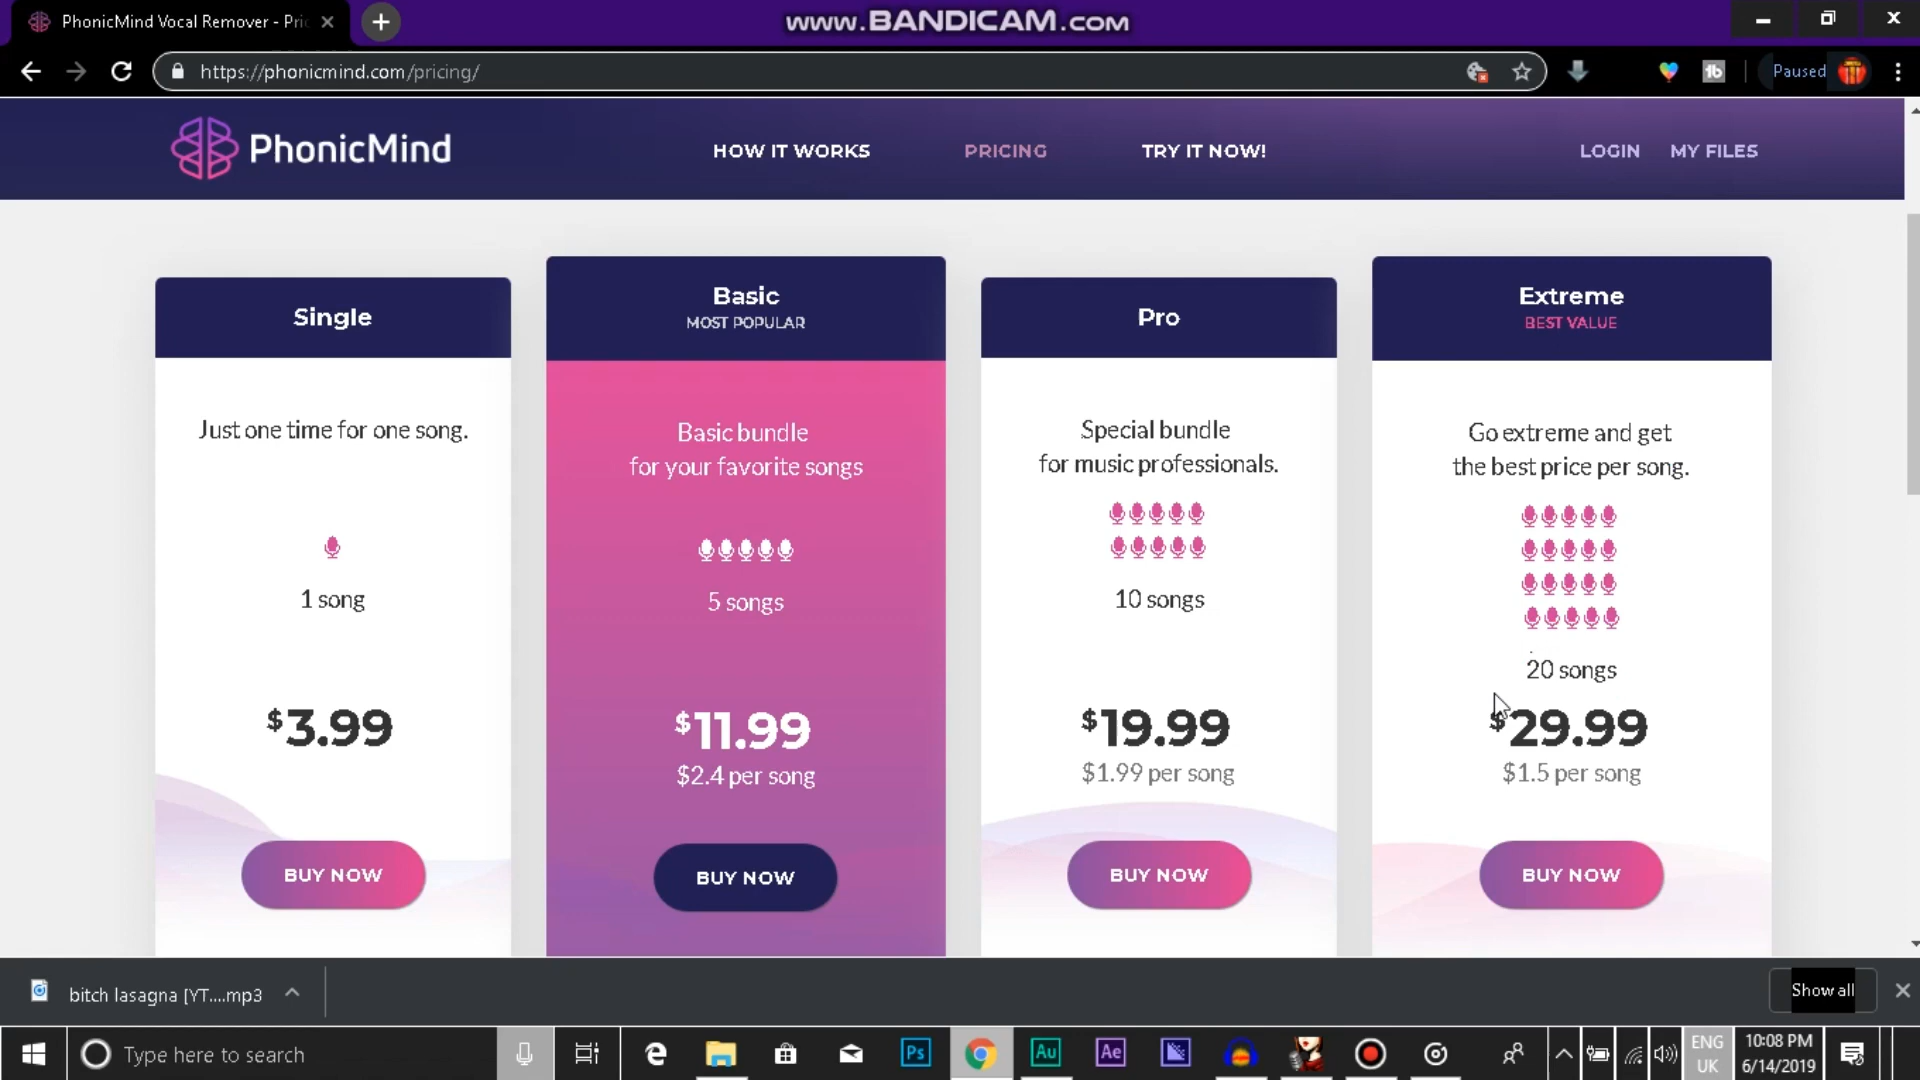 PhonicMind Vocal Remover - Pric
www.BANDICAM.com
https://phonicmind.com/pricing/
Paused
PhonicMind
HOW IT WORKS
PRICING
TRY IT NOW!
LOGIN
MY FILES
Single
Just one time for one song.
1 song
$3.99
BUY NOW
Basic
MOST POPULAR
Basic bundle
for your favorite songs
5 songs
$11.99
$2.4 per song
BUY NOW
Pro
Special bundle
for music professionals.
10 songs
$19.99
$1.99 per song
BUY NOW
Extreme
BEST VALUE
Go extreme and get
the best price per song.
20 songs
$29.99
$1.5 per song
BUY NOW
bitch lasagna [YT....mp3
Show all
Type here to search
Ps
Au
Ae
ENG
UK
10:08 PM
6/14/2019